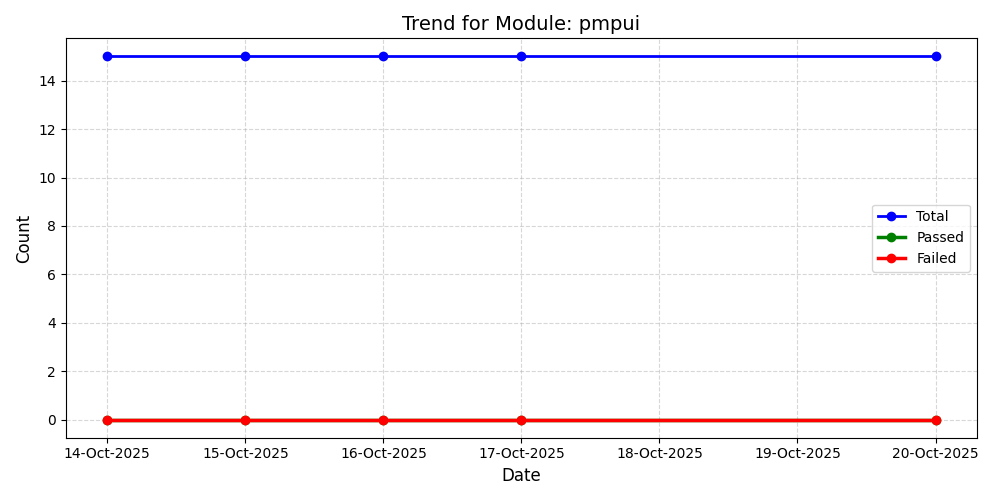 Trend for Module: pmpui
Count
14
12
10
8
6
4
2
0
Total
Passed
Failed
14-Oct-2025 15-Oct-2025 16-Oct-2025 17-Oct-2025 18-Oct-2025 19-Oct-2025 20-Oct-2025
Date